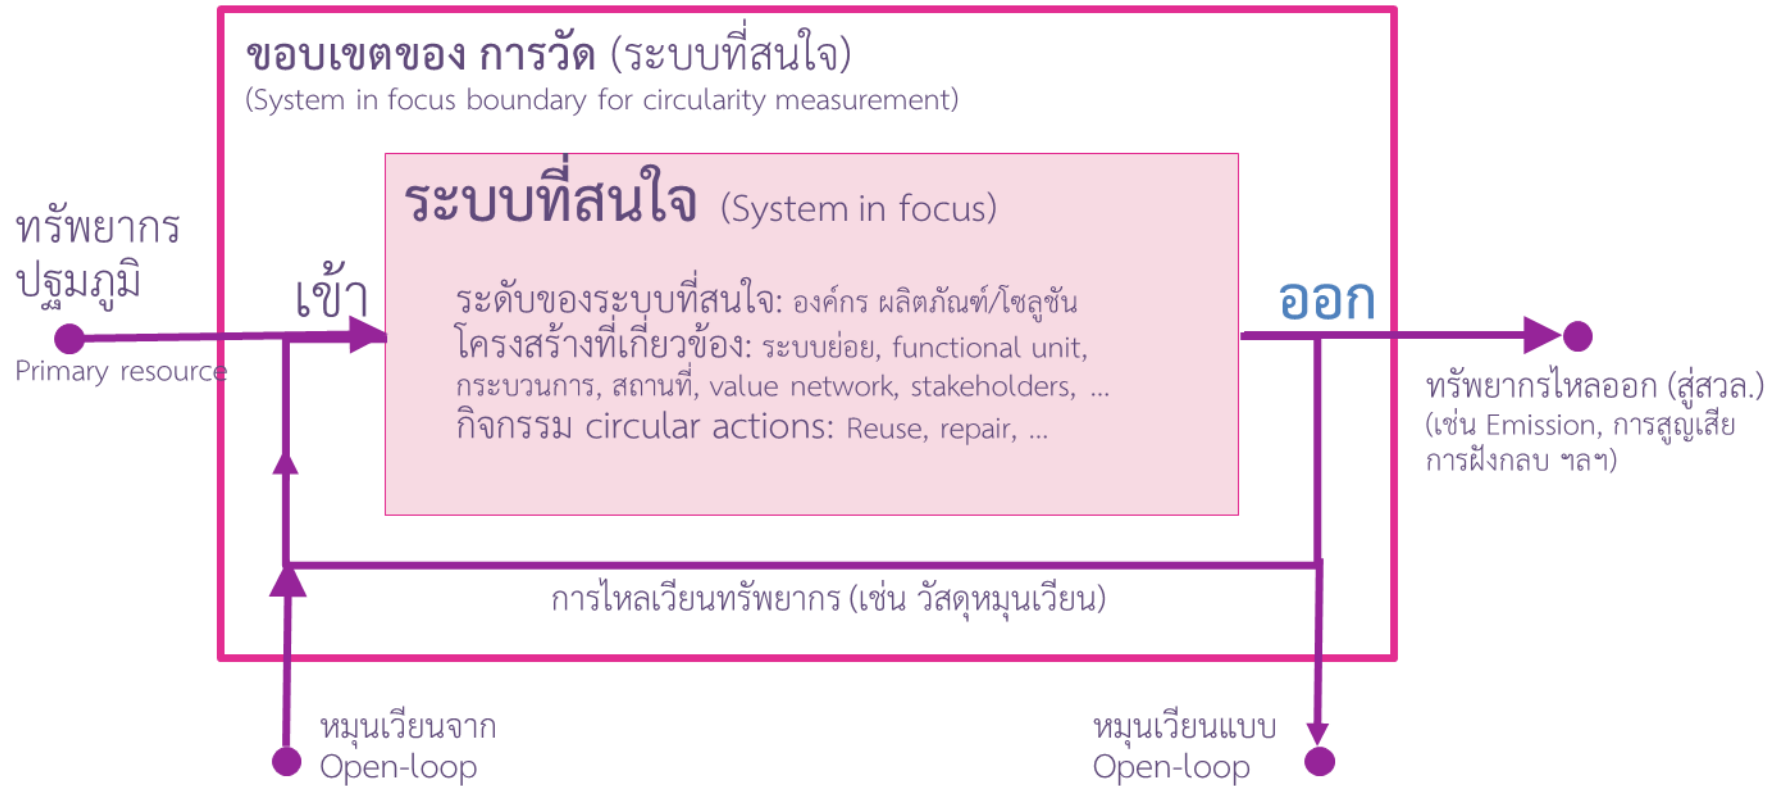 ขอบเขตของ การวัด (ระบบที่สนใจ)
(System in focus boundary for circularity measurement)
ระบบที่สนใจ (System in focus)
ทรัพยากร
ปฐมภูมิ
Primary resource
เข้า
ระดับของระบบที่สนใจ: องค์กร ผลิตภัณฑ์/โซลูชัน
โครงสร้างที่เกี่ยวข้อง: ระบบย่อย, functional unit,
กระบวนการ, สถานที่, value network, stakeholders, ...
กิจกรรม circular actions: Reuse, repair, ...
ออก
ทรัพยากรไหลออก (สู่สวล.)
(เช่น Emission, การสูญเสีย
การฝังกลบ ฯลฯ)
การไหลเวียนทรัพยากร (เช่น วัสดุหมุนเวียน)
หมุนเวียนจาก
Open-loop
หมุนเวียนแบบ
Open-loop